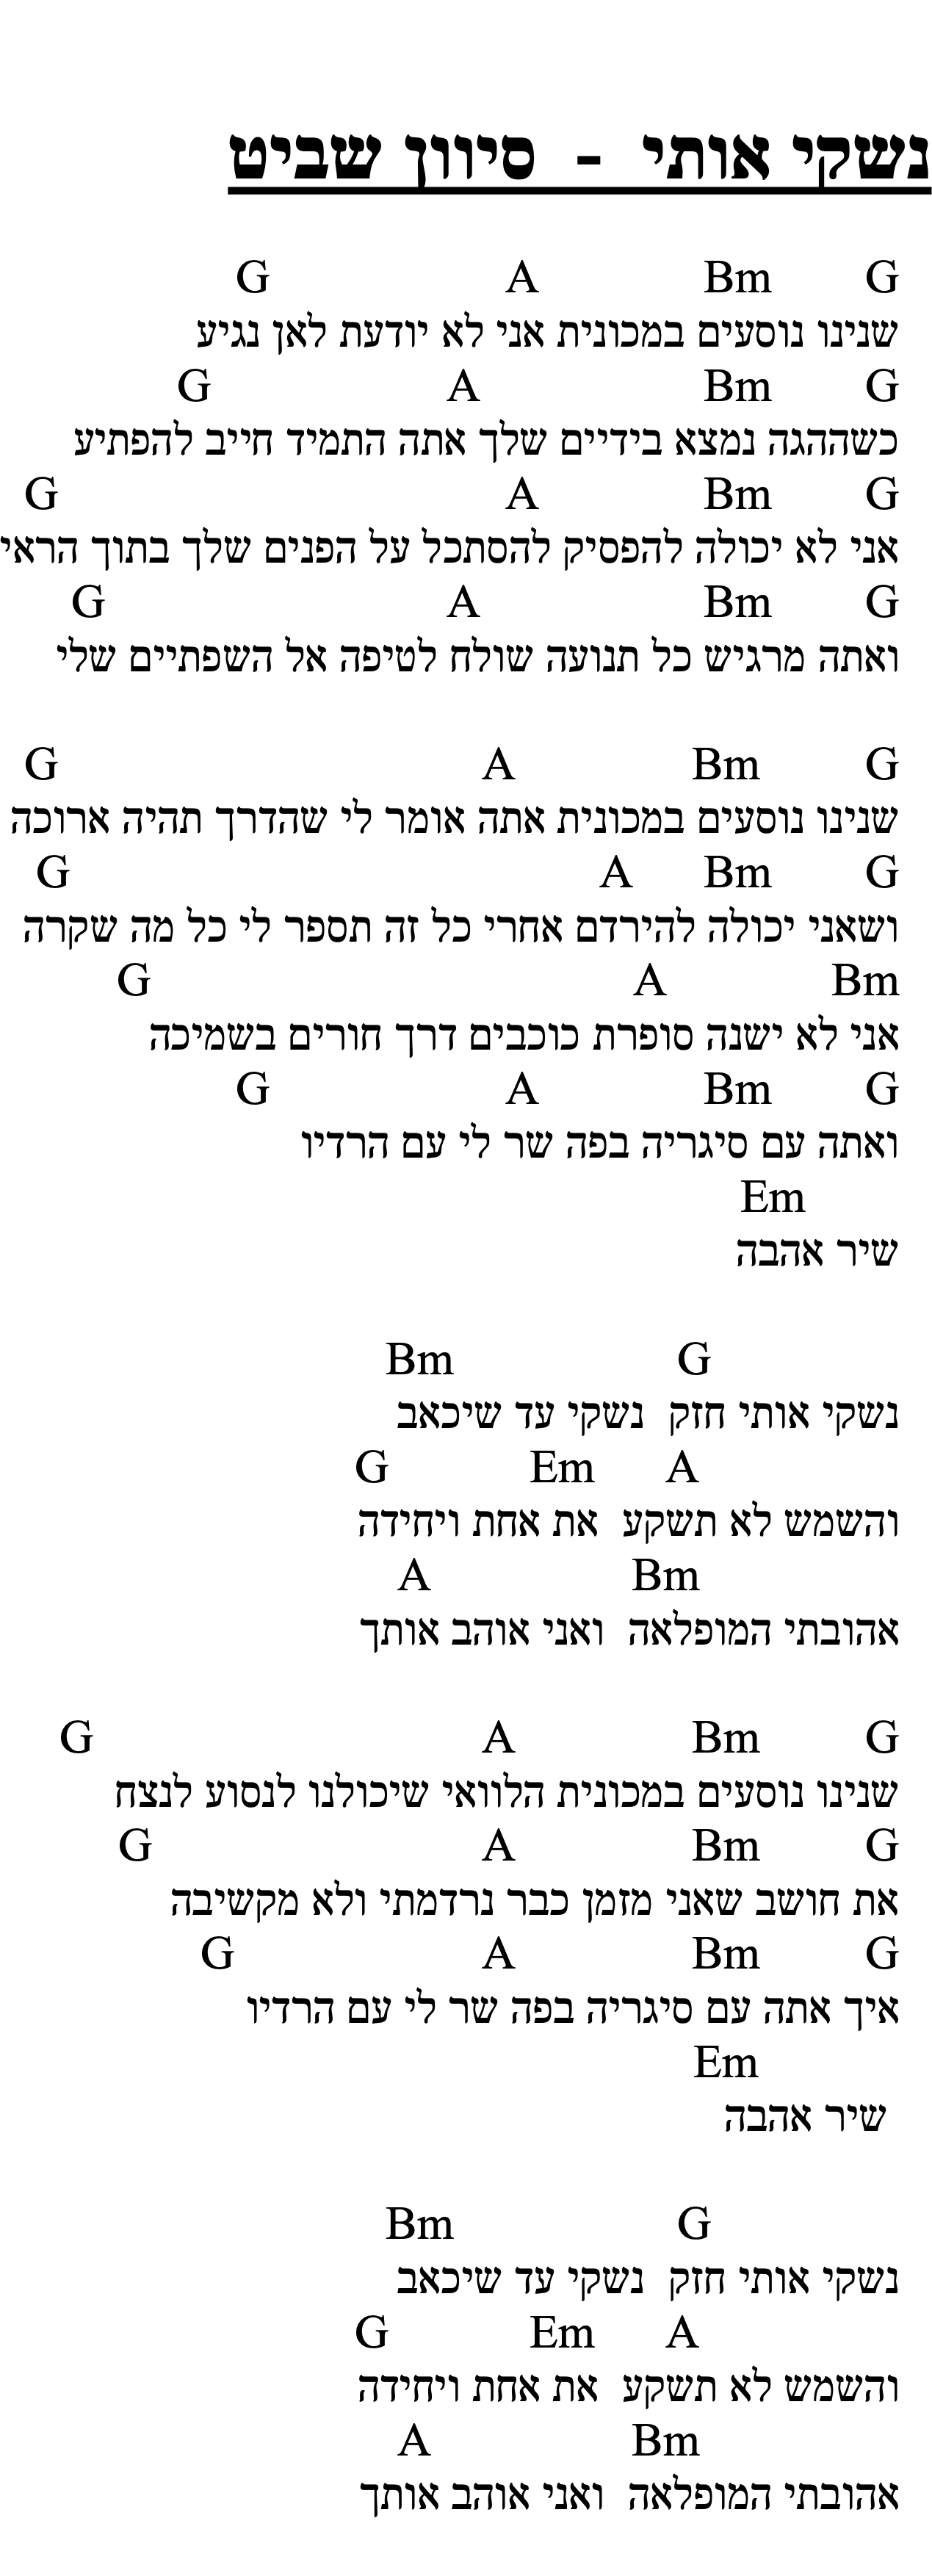 נשקי אותי - סיוון שביט
G Bm A G
שנינו נוסעים במכונית אני לא יודעת לאן נגיע
G Bm A G
כשההגה נמצא בידיים שלך אתה התמיד חייב להפתיע
G Bm A G
אני לא יכולה להפסיק להסתכל על הפנים שלך בתוך הראי
G Bm A G
ואתה מרגיש כל תנועה שולח לטיפה אל השפתיים שלי
G Bm A G
שנינו נוסעים במכונית אתה אומר לי שהדרך תהיה ארוכה
G Bm A G
ושאני יכולה להירדם אחרי כל זה תספר לי כל מה שקרה
Bm A G
אני לא ישנה סופרת כוכבים דרך חורים בשמיכה
G Bm A G
ואתה עם סיגריה בפה שר לי עם הרדיו
Em
שיר אהבה
G Bm
נשקי אותי חזק נשקי עד שיכאב
A Em G
והשמש לא תשקע את אחת ויחידה
Bm A
אהובתי המופלאה ואני אוהב אותך
G Bm A G
שנינו נוסעים במכונית הלוואי שיכולנו לנסוע לנצח
G Bm A G
את חושב שאני מזמן כבר נרדמתי ולא מקשיבה
G Bm A G
איך אתה עם סיגריה בפה שר לי עם הרדיו
Em
שיר אהבה
G Bm
נשקי אותי חזק נשקי עד שיכאב
A Em G
והשמש לא תשקע את אחת ויחידה
Bm A
אהובתי המופלאה ואני אוהב אותך